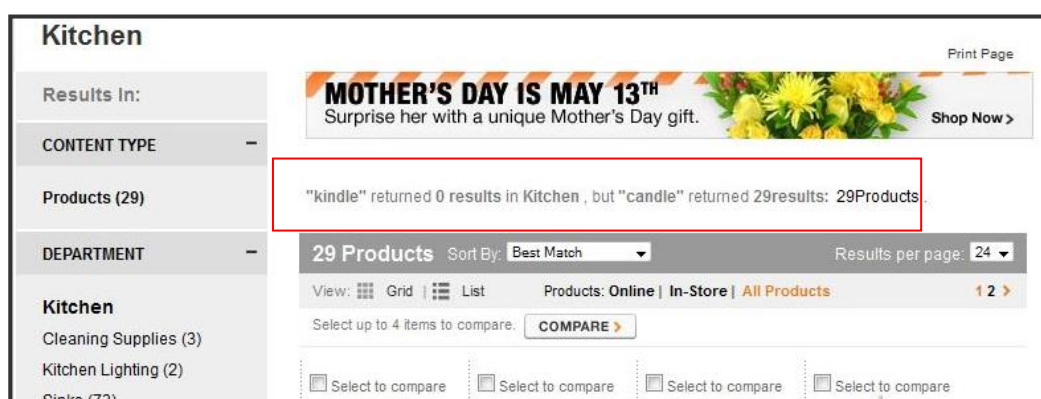 Kitchen
Print Page
Results In:
CONTENT TYPE –
Products (29)
DEPARTMENT –
Kitchen
Cleaning Supplies (3)
Kitchen Lighting (2)
MOTHER'S DAY IS MAY 13TH
Surprise her with a unique Mother's Day gift.
Shop Now >
"kindle" returned 0 results in Kitchen , but "candle" returned 29results: 29Products .
29 Products Sort By: Best Match Results per page: 24
View: Grid | List Products: Online | In-Store | All Products 1 2 >
Select up to 4 items to compare. COMPARE >
Select to compare Select to compare Select to compare Select to compare